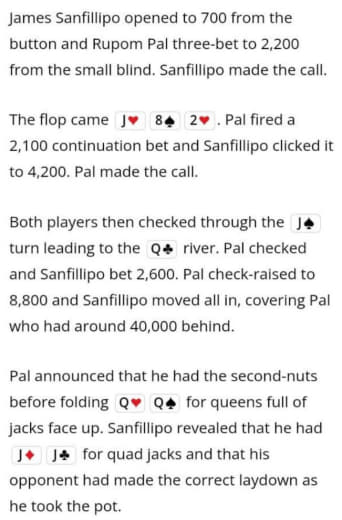 James Sanfillipo opened to 700 from the
button and Rupom Pal three-bet to 2,200
from the small blind. Sanfillipo made the call.
The flop came J♥ 8♠ 2♥ . Pal fired a
2,100 continuation bet and Sanfillipo clicked it
to 4,200. Pal made the call.
Both players then checked through the J♠
turn leading to the Q♣ river. Pal checked
and Sanfillipo bet 2,600. Pal check-raised to
8,800 and Sanfillipo moved all in, covering Pal
who had around 40,000 behind.
Pal announced that he had the second-nuts
before folding Q♥ Q♠ for queens full of
jacks face up. Sanfillipo revealed that he had
J♦ J♣ for quad jacks and that his
opponent had made the correct laydown as
he took the pot.